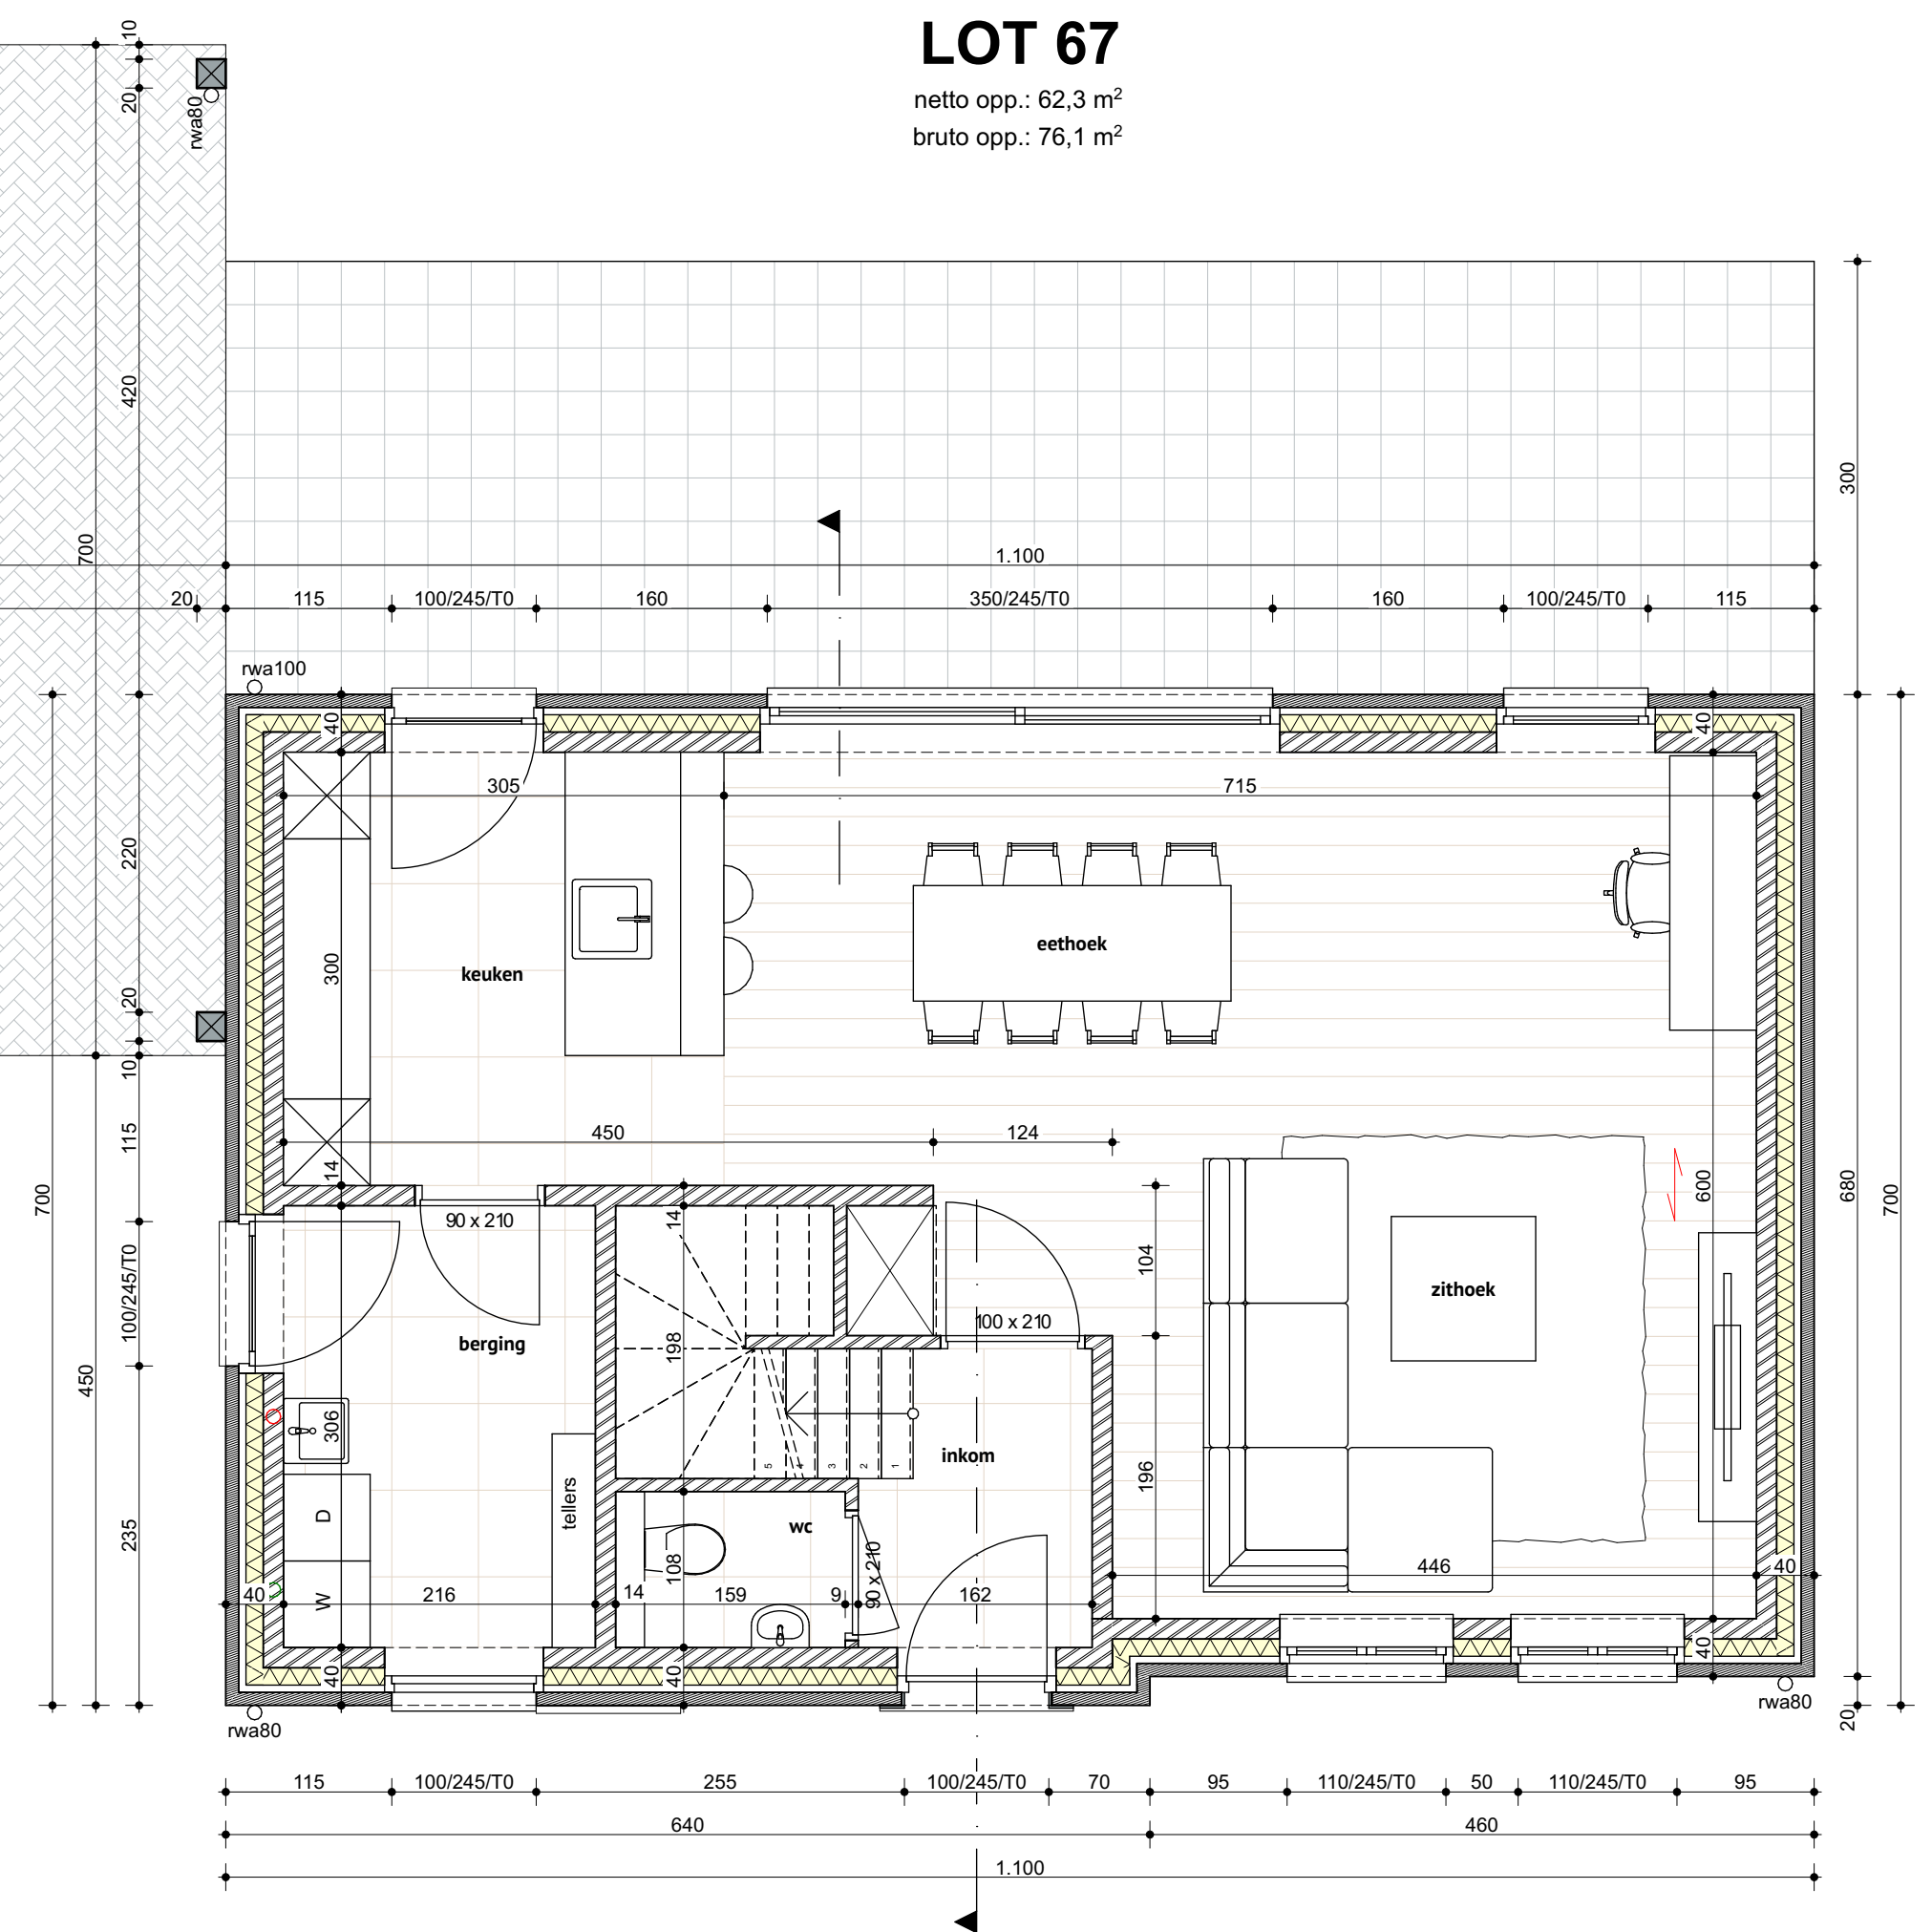 LOT 67
netto opp.: 62,3 m²
bruto opp.: 76,1 m²
10
20
rwa80
420
700
300
1.100
20
115
100/245/T0
160
350/245/T0
160
100/245/T0
115
rwa100
40
40
305
715
220
eethoek
keuken
300
20
10
115
450
124
14
700
680
700
600
90 x 210
14
104
100/245/T0
198
100 x 210
zithoek
berging
450
306
inkom
5
4
3
2
1
196
tellers
D
wc
235
108
90 x 210
446
40
40
W
216
14
159
9
162
40
40
40
rwa80
rwa80
20
115
100/245/T0
255
100/245/T0
70
95
110/245/T0
50
110/245/T0
95
640
460
1.100